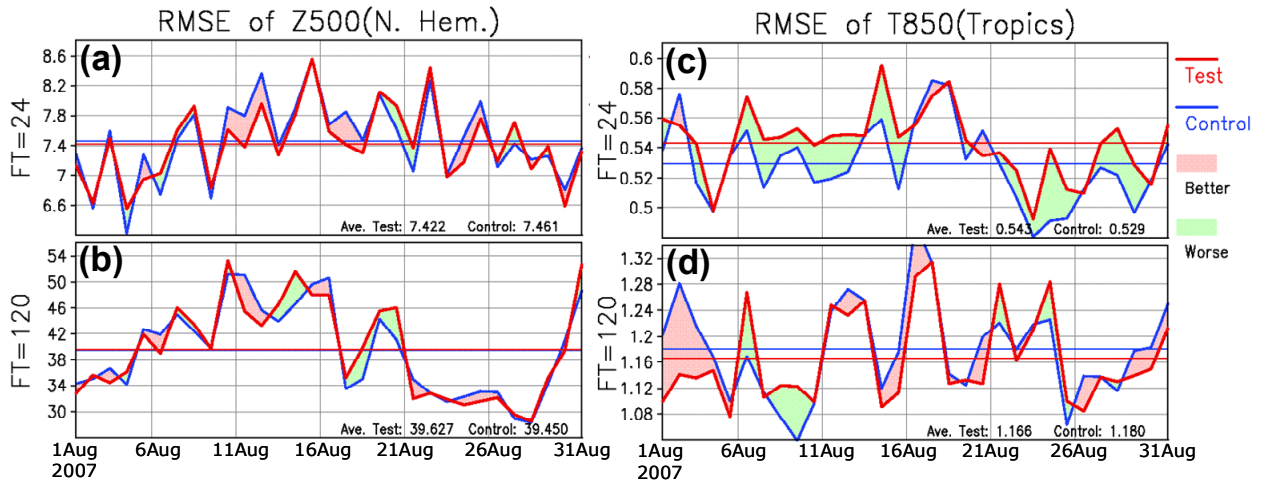 RMSE of Z500(N. Hem.)
(a)
FT=24
8.6
8.2
7.8
7.4
7
6.6
Ave. Test: 7.422 Control: 7.461
(b)
FT=120
54
50
46
42
38
34
30
Ave. Test: 39.627 Control: 39.450
1Aug 6Aug 11Aug 16Aug 21Aug 26Aug 31Aug
2007
RMSE of T850(Tropics)
(c)
FT=24
0.6
0.58
0.56
0.54
0.52
0.5
Ave. Test: 0.543 Control: 0.529
(d)
FT=120
1.32
1.28
1.24
1.2
1.16
1.12
1.08
Ave. Test: 1.166 Control: 1.180
1Aug 6Aug 11Aug 16Aug 21Aug 26Aug 31Aug
2007
Test
Control
Better
Worse